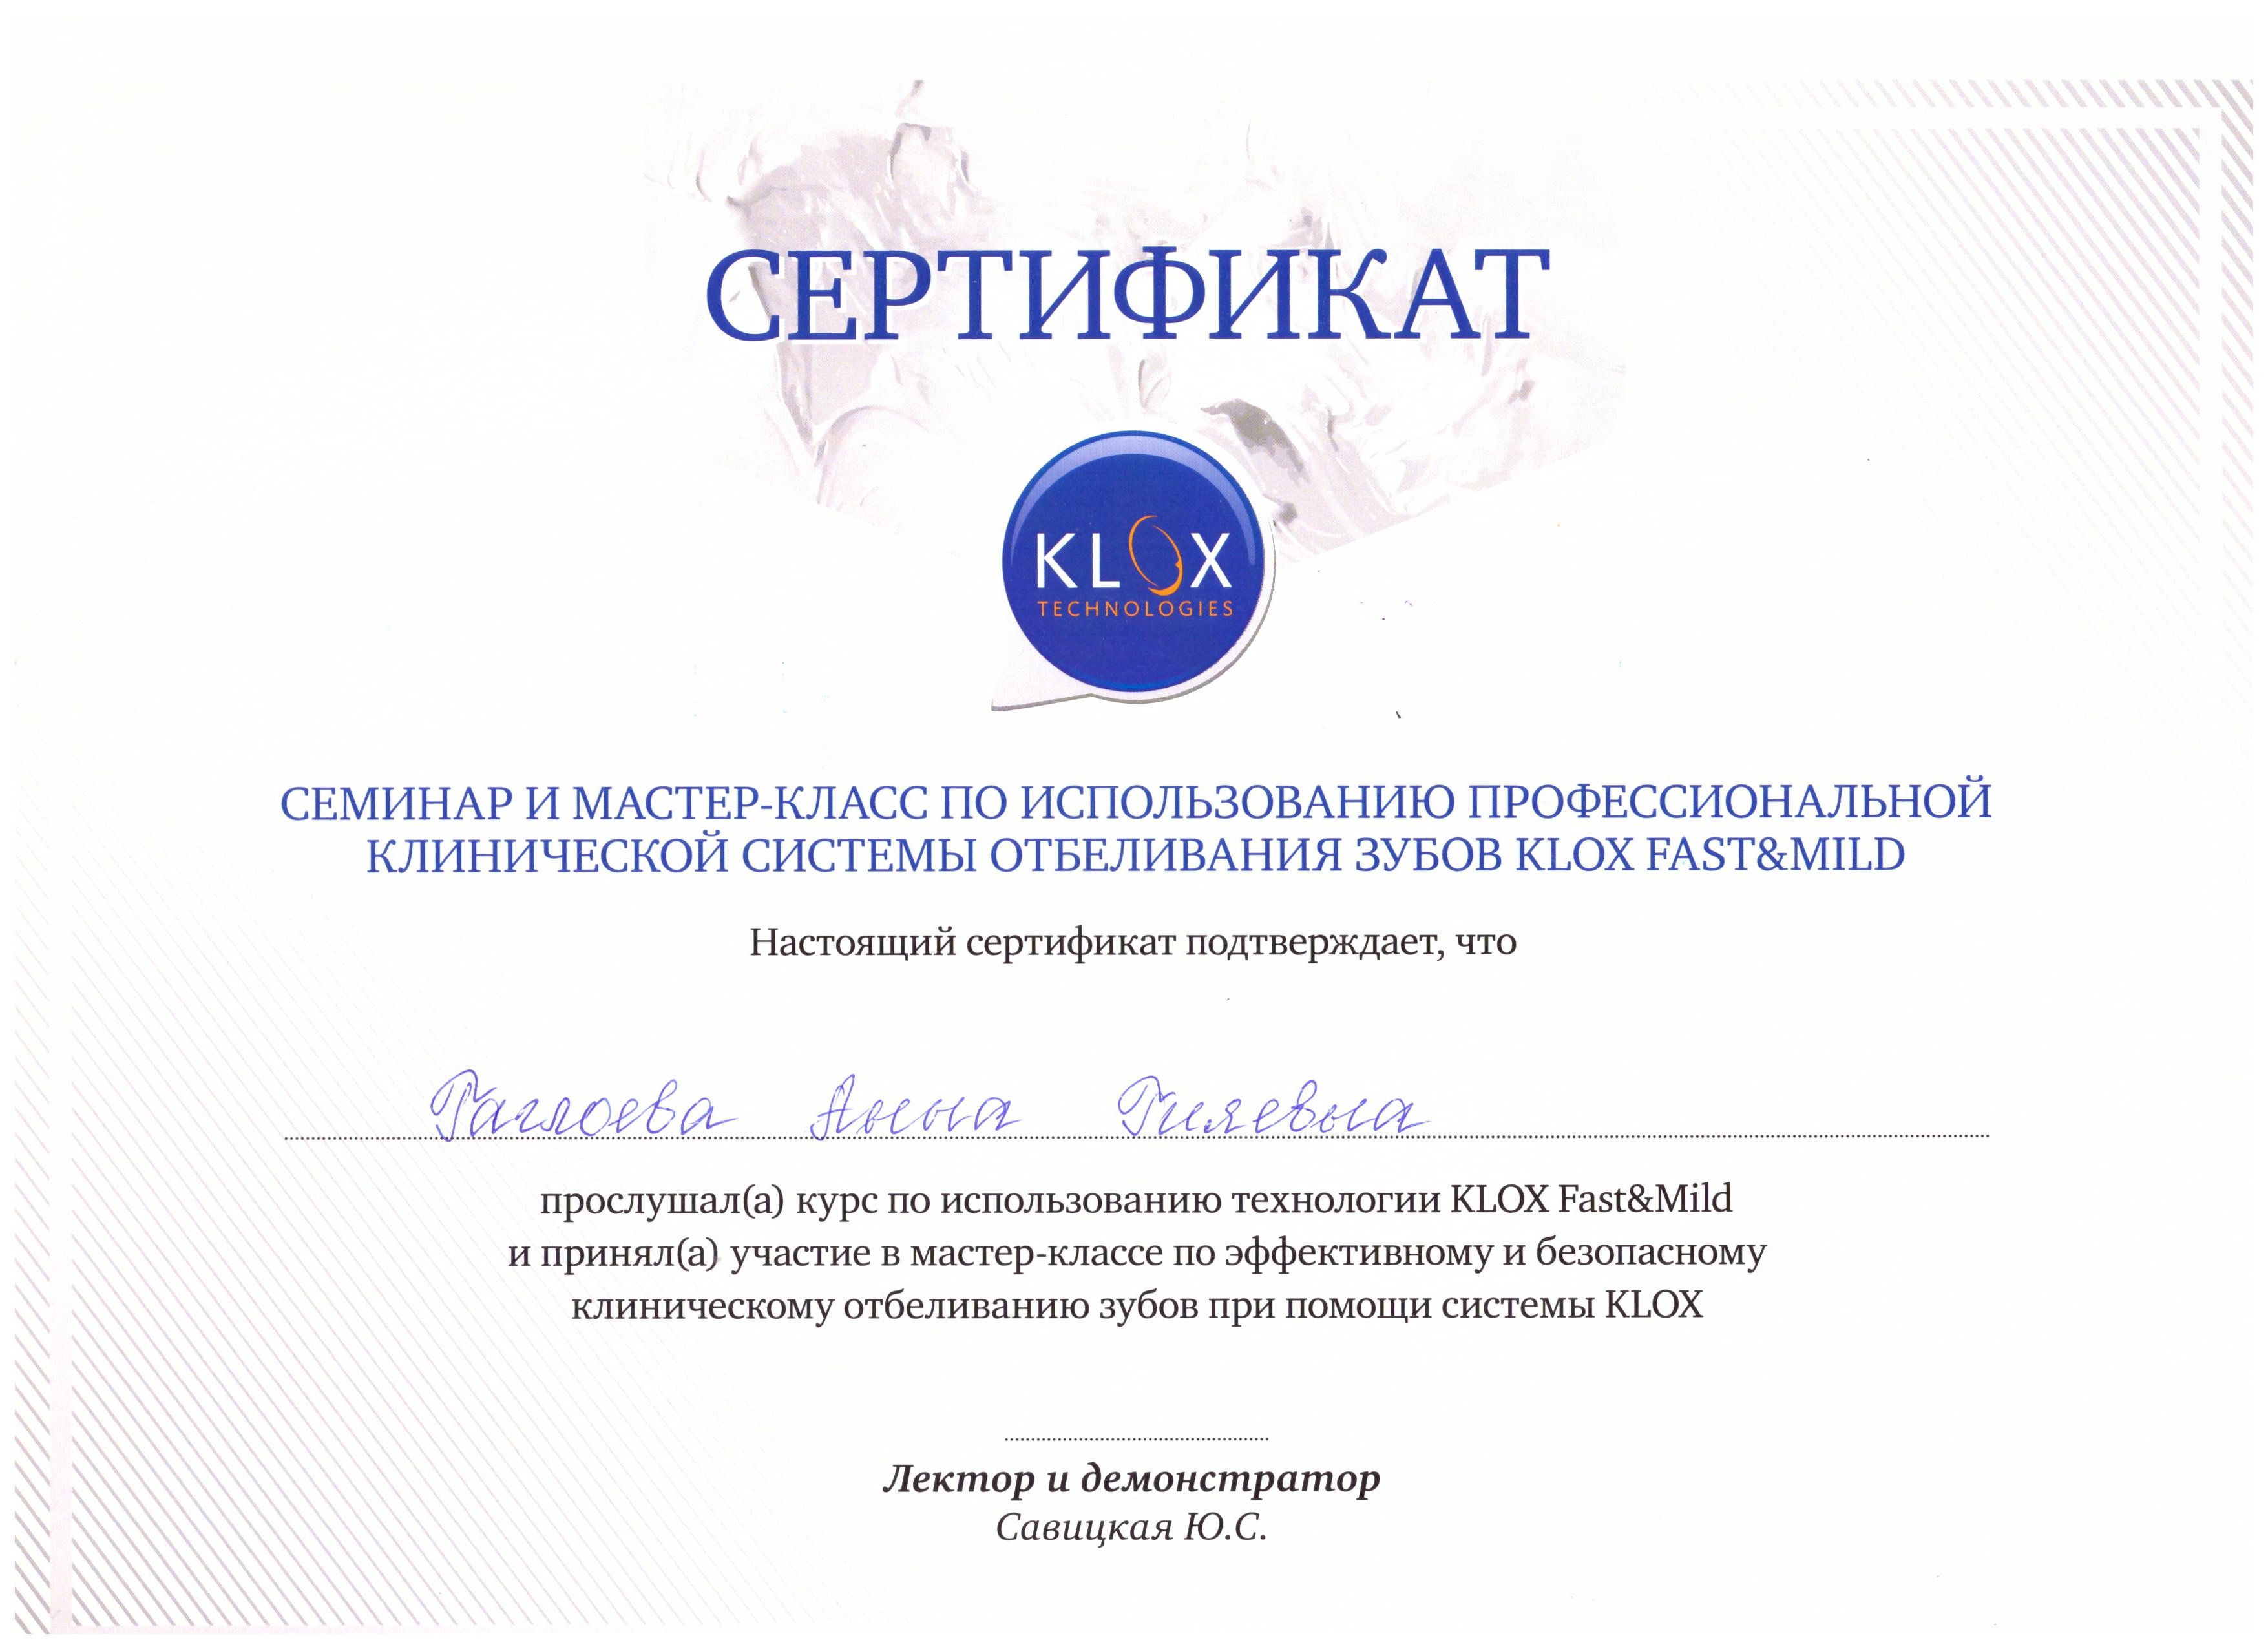 СЕРТИФИКАТ
KLOX
TECHNOLOGIES
СЕМИНАР И МАСТЕР-КЛАСС ПО ИСПОЛЬЗОВАНИЮ ПРОФЕССИОНАЛЬНОЙ
КЛИНИЧЕСКОЙ СИСТЕМЫ ОТБЕЛИВАНИЯ ЗУБОВ KLOX FAST&MILD
Настоящий сертификат подтверждает, что
Гаглоева Анна Гиляевна
прослушал(а) курс по использованию технологии KLOX Fast&Mild
и принял(а) участие в мастер-классе по эффективному и безопасному
клиническому отбеливанию зубов при помощи системы KLOX
Лектор и демонстратор
Савицкая Ю.С.